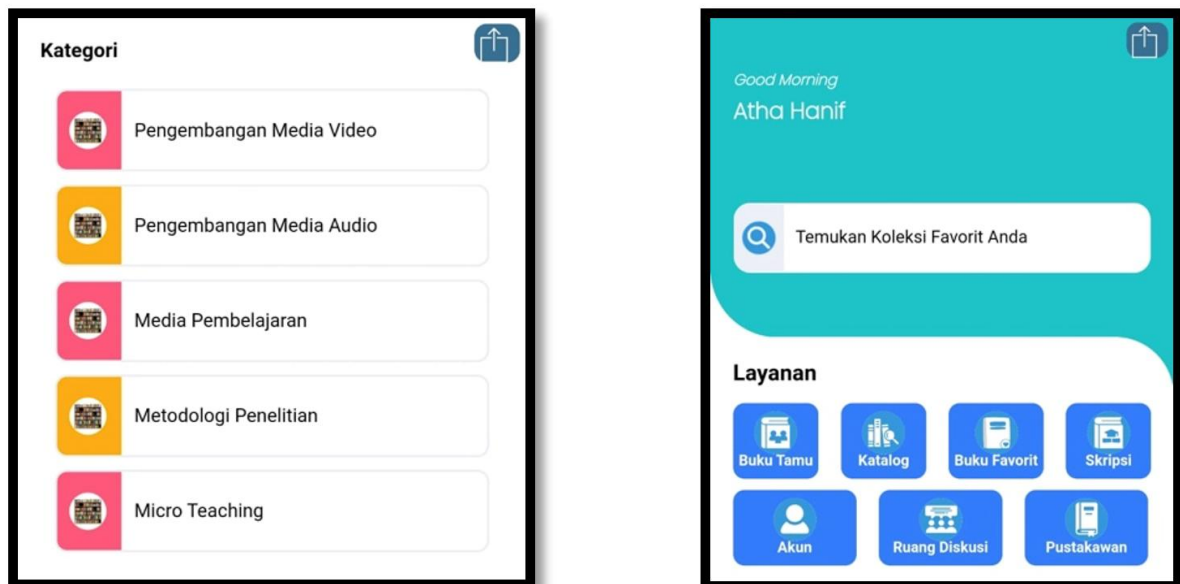 Kategori
Pengembangan Media Video
Pengembangan Media Audio
Media Pembelajaran
Metodologi Penelitian
Micro Teaching
Good Morning
Atha Hanif
Temukan Koleksi Favorit Anda
Layanan
Buku Tamu
Katalog
Buku Favorit
Skripsi
Akun
Ruang Diskusi
Pustakawan